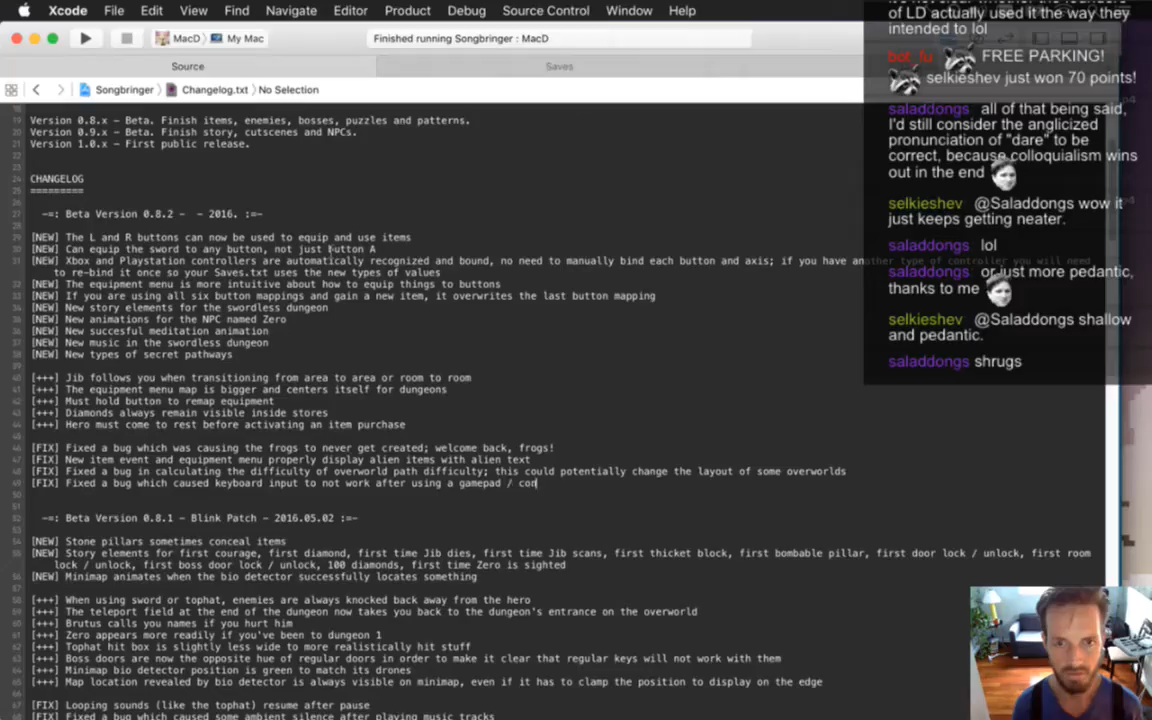 Xcode File Edit View Find Navigate Editor Product Debug Source Control Window Help
MacD My Mac
Finished running Songbringer : MacD
Source
Saves
Songbringer Changelog.txt No Selection
Version 0.8.x - Beta. Finish items, enemies, bosses, puzzles and patterns.
Version 0.9.x - Beta. Finish story, cutscenes and NPCs.
Version 1.0.x - First public release.
CHANGELOG
=========
-=: Beta Version 0.8.2 - - 2016. :=-
[NEW] The L and R buttons can now be used to equip and use items
[NEW] Can equip the sword to any button, not just button A
[NEW] Xbox and Playstation controllers are automatically recognized and bound, no need to manually bind each button and axis; if you have another type of controller you will need
to re-bind it once so your Saves.txt uses the new types of values
[NEW] The equipment menu is more intuitive about how to equip things to buttons
[NEW] If you are using all six button mappings and gain a new item, it overwrites the last button mapping
[NEW] New story elements for the swordless dungeon
[NEW] New animations for the NPC named Zero
[NEW] New succesful meditation animation
[NEW] New music in the swordless dungeon
[NEW] New types of secret pathways
[+++] Jib follows you when transitioning from area to area or room to room
[+++] The equipment menu map is bigger and centers itself for dungeons
[+++] Must hold button to remap equipment
[+++] Diamonds always remain visible inside stores
[+++] Hero must come to rest before activating an item purchase
[FIX] Fixed a bug which was causing the frogs to never get created; welcome back, frogs!
[FIX] New item event and equipment menu properly display alien items with alien text
[FIX] Fixed a bug in calculating the difficulty of overworld path difficulty; this could potentially change the layout of some overworlds
[FIX] Fixed a bug which caused keyboard input to not work after using a gamepad / con
-=: Beta Version 0.8.1 - Blink Patch - 2016.05.02 :=-
[NEW] Stone pillars sometimes conceal items
[NEW] Story elements for first courage, first diamond, first time Jib dies, first time Jib scans, first thicket block, first bombable pillar, first door lock / unlock, first room
lock / unlock, first boss door lock / unlock, 100 diamonds, first time Zero is sighted
[NEW] Minimap animates when the bio detector successfully locates something
[+++] When using sword or tophat, enemies are always knocked back away from the hero
[+++] The teleport field at the end of the dungeon now takes you back to the dungeon's entrance on the overworld
[+++] Brutus calls you names if you hurt him
[+++] Zero appears more readily if you've been to dungeon 1
[+++] Tophat hit box is slightly less wide to more realistically hit stuff
[+++] Boss doors are now the opposite hue of regular doors in order to make it clear that regular keys will not work with them
[+++] Minimap bio detector position is green to match its drones
[+++] Map location revealed by bio detector is always visible on minimap, even if it has to clamp the position to display on the edge
[FIX] Looping sounds (like the tophat) resume after pause
[FIX] Fixed a bug which caused some ambient silence after playing music tracks
of LD actually used it the way they
intended to lol
bot_fu FREE PARKING!
selkieshev just won 70 points!
saladdongs all of that being said,
I'd still consider the anglicized
pronunciation of "dare" to be
correct, because colloquialism wins
out in the end
selkieshev @Saladdongs wow it
just keeps getting neater.
saladdongs lol
saladdongs or just more pedantic,
thanks to me
selkieshev @Saladdongs shallow
and pedantic.
saladdongs shrugs